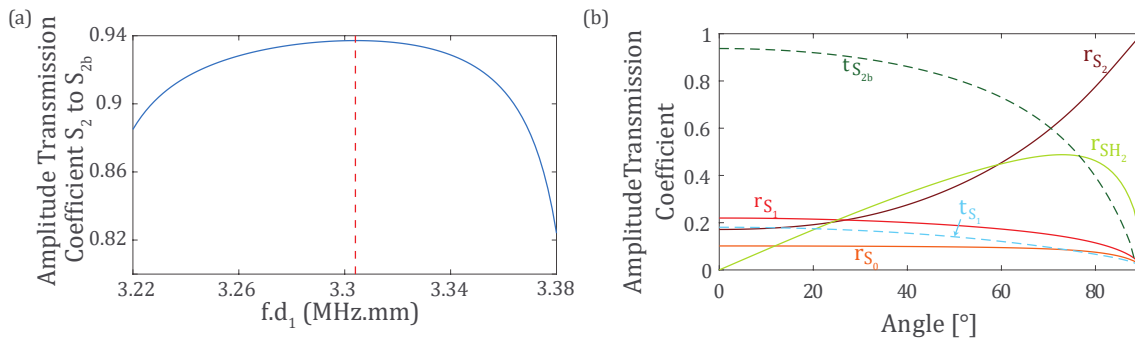 (a)
Amplitude Transmission
Coefficient S2 to S2b
0.94
0.9
0.86
0.82
3.22
3.26
3.3
3.34
3.38
f.d1 (MHz.mm)
(b)
AmplitudeTransmission
Coefficient
1
0.8
0.6
0.4
0.2
0
tS2b
rS2
rSH2
rS1
tS1
rS0
0
20
40
60
80
Angle [°]